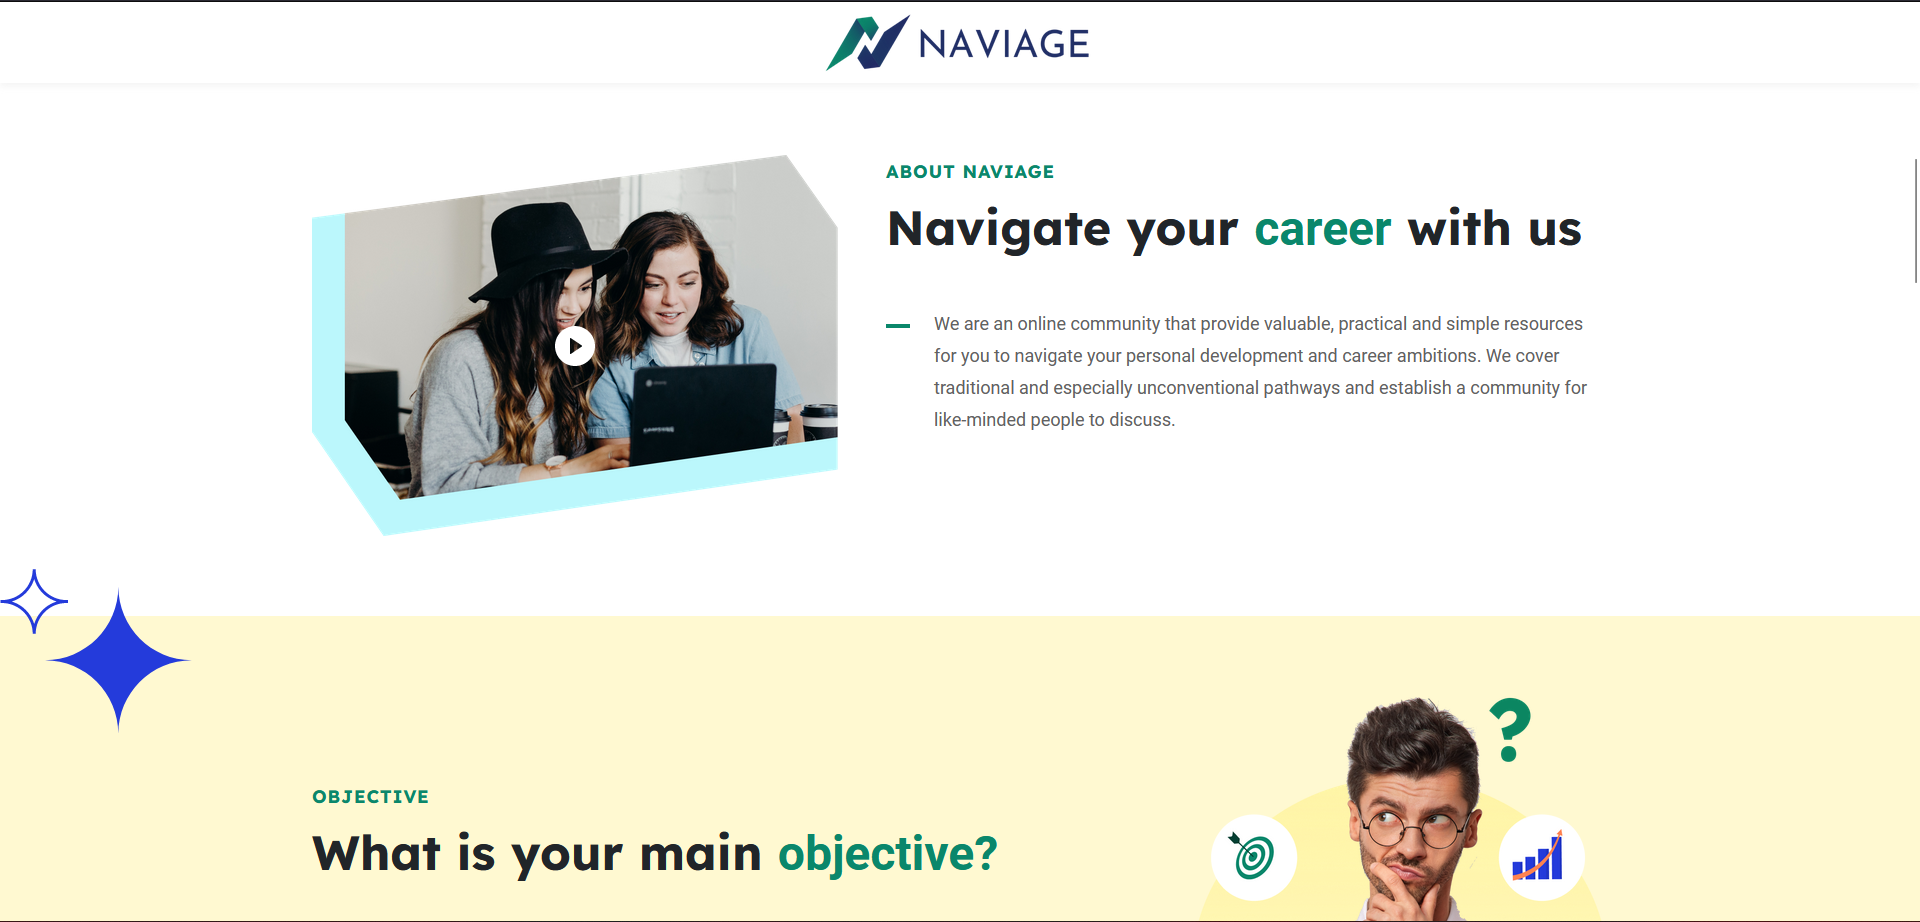 NAVIAGE
ABOUT NAVIAGE
Navigate your career with us
We are an online community that provide valuable, practical and simple resources
for you to navigate your personal development and career ambitions. We cover
traditional and especially unconventional pathways and establish a community for
like-minded people to discuss.
SAMSUNG
OBJECTIVE
What is your main objective?
?